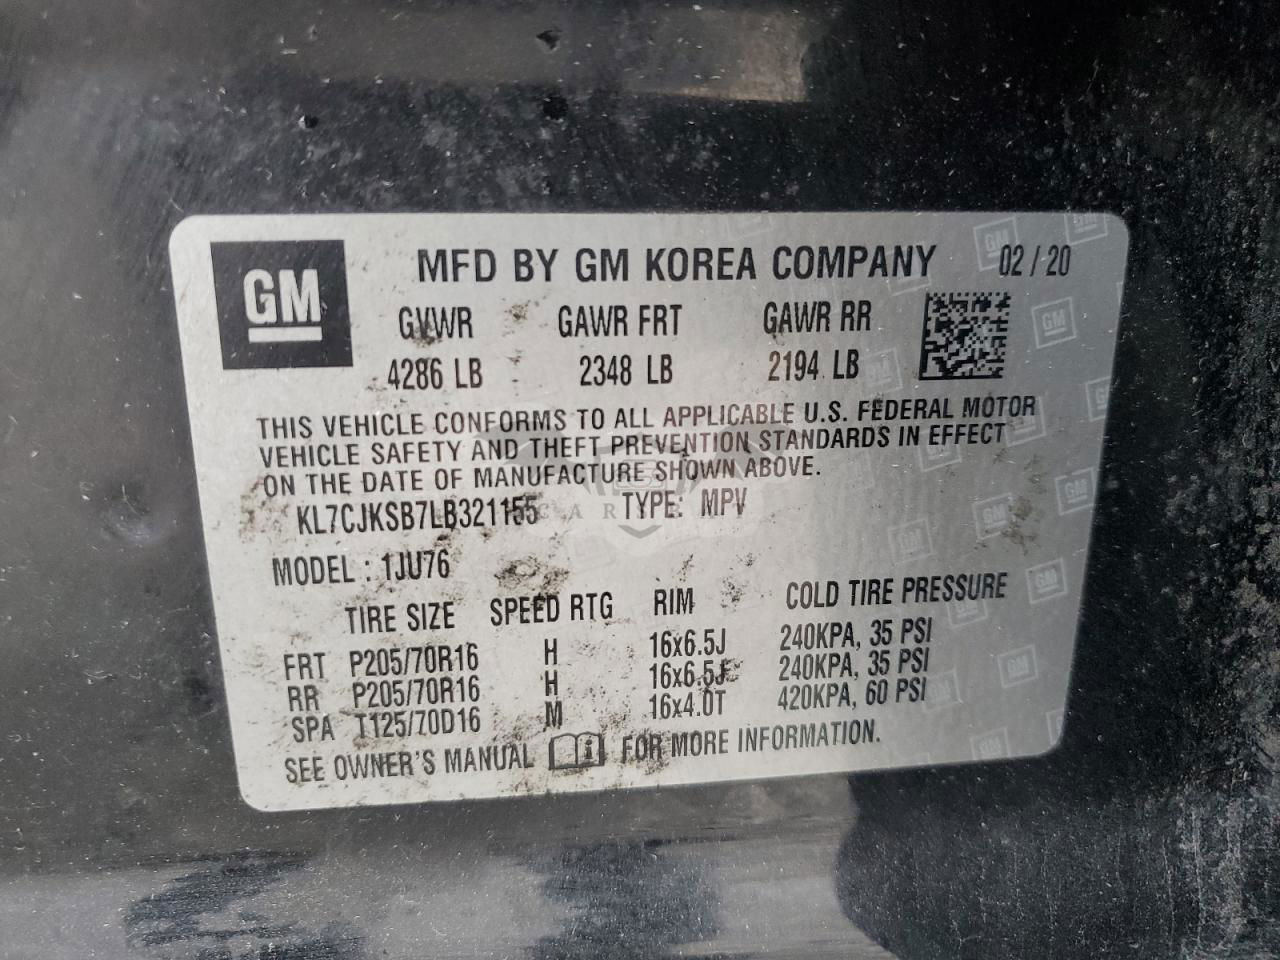 GM
MFD BY GM KOREA COMPANY 02 / 20
GVWR GAWR FRT GAWR RR
4286 LB 2348 LB 2194 LB
THIS VEHICLE CONFORMS TO ALL APPLICABLE U.S. FEDERAL MOTOR
VEHICLE SAFETY AND THEFT PREVENTION STANDARDS IN EFFECT
ON THE DATE OF MANUFACTURE SHOWN ABOVE.
KL7CJKSB7LB321155 TYPE: MPV
MODEL : 1JU76
TIRE SIZE SPEED RTG RIM COLD TIRE PRESSURE
FRT P205/70R16 H 16x6.5J 240KPA, 35 PSI
RR P205/70R16 H 16x6.5J 240KPA, 35 PSI
SPA T125/70D16 M 16x4.0T 420KPA, 60 PSI
SEE OWNER'S MANUAL FOR MORE INFORMATION.